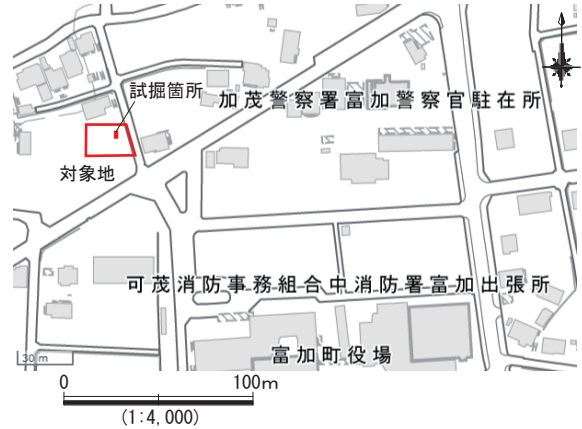 試掘箇所
加茂警察署富加警察官駐在所
対象地
可茂消防事務組合中消防署富加出張所
富加町役場
30 m
0 100m
(1:4,000)